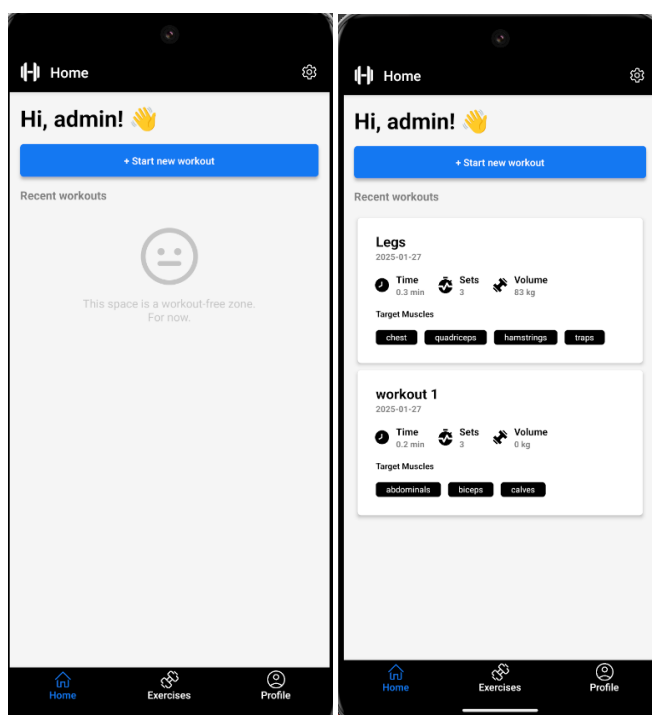 Home
Hi, admin! 👋
+ Start new workout
Recent workouts
This space is a workout-free zone.
For now.
Home Exercises Profile
Home
Hi, admin! 👋
+ Start new workout
Recent workouts
Legs
2025-01-27
Time Sets Volume
0.3 min 3 83 kg
Target Muscles
chest quadriceps hamstrings traps
workout 1
2025-01-27
Time Sets Volume
0.2 min 3 0 kg
Target Muscles
abdominals biceps calves
Home Exercises Profile